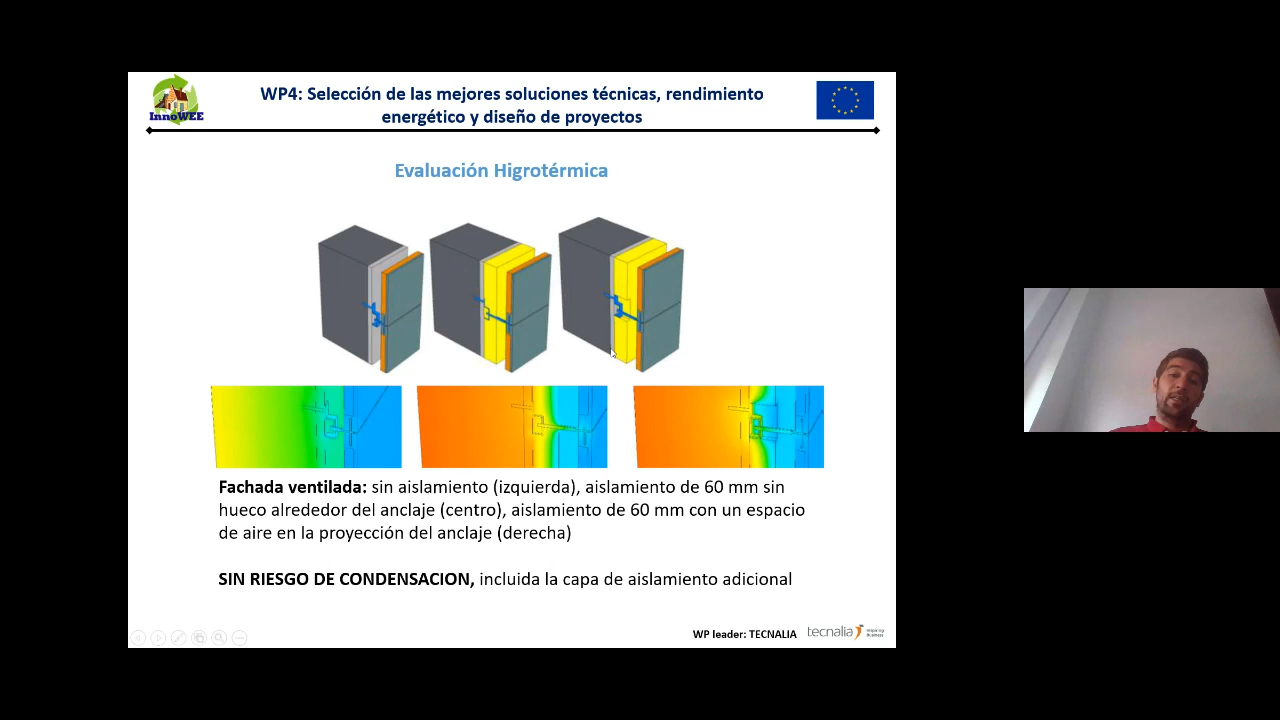 InnoWEE
WP4: Selección de las mejores soluciones técnicas, rendimiento
energético y diseño de proyectos
Evaluación Higrotérmica
Fachada ventilada: sin aislamiento (izquierda), aislamiento de 60 mm sin
hueco alrededor del anclaje (centro), aislamiento de 60 mm con un espacio
de aire en la proyección del anclaje (derecha)
SIN RIESGO DE CONDENSACION, incluida la capa de aislamiento adicional
WP leader: TECNALIA
tecnalia
Inspiring
Business